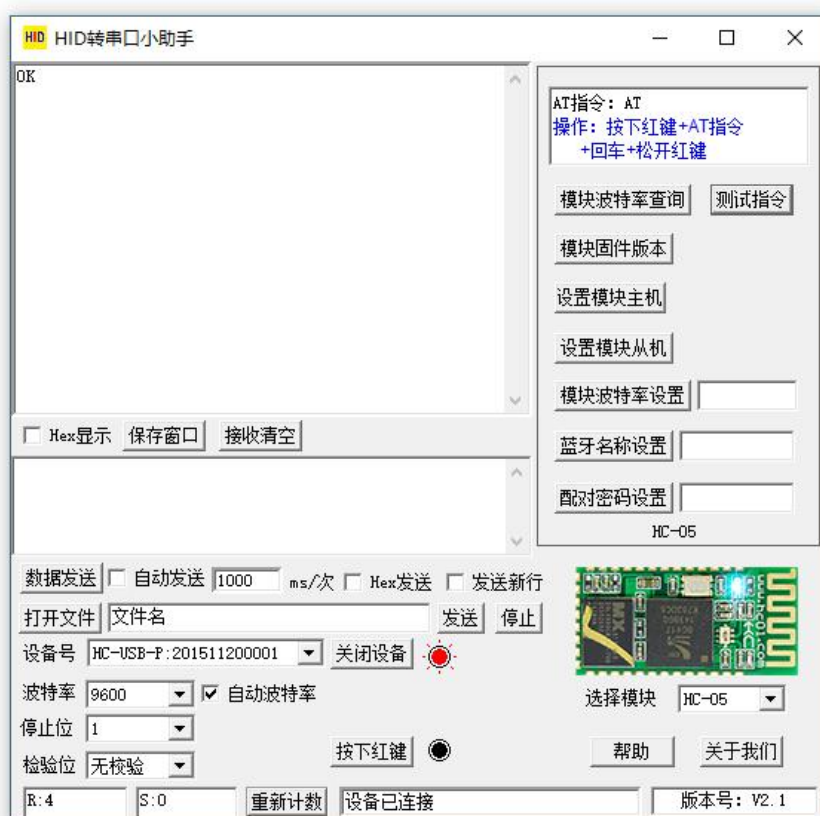 HID HID转串口小助手
OK
AT指令: AT
操作: 按下红键+AT指令
+回车+松开红键
模块波特率查询 测试指令
模块固件版本
设置模块主机
设置模块从机
模块波特率设置
蓝牙名称设置
配对密码设置
HC-05
Hex显示 保存窗口 接收清空
数据发送 自动发送 1000 ms/次 Hex发送 发送新行
打开文件 文件名 发送 停止
设备号 HC-USB-P:201511200001 关闭设备
波特率 9600 自动波特率
停止位 1
检验位 无校验
按下红键
www.hc01.com
选择模块 HC-05
帮助 关于我们
R:4 S:0 重新计数 设备已连接 版本号: V2.1